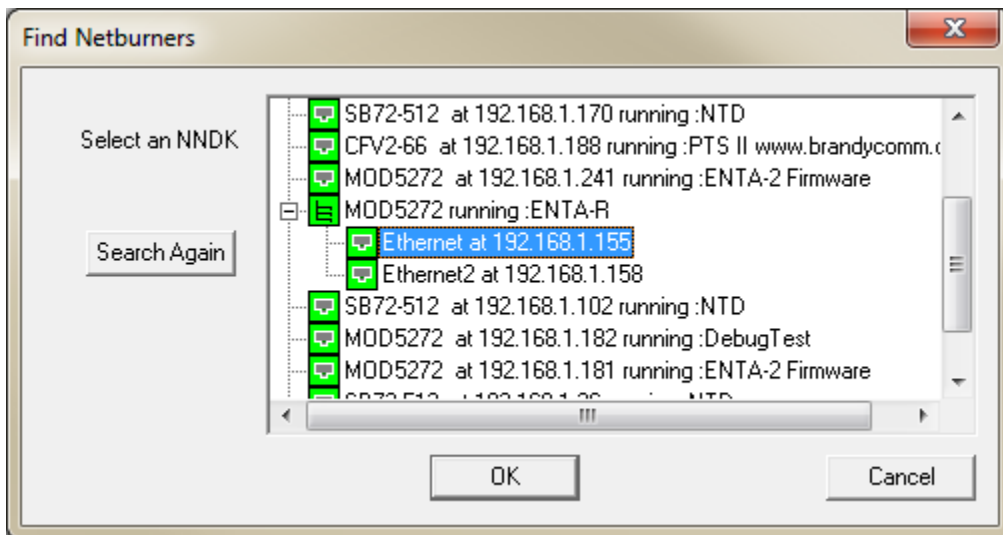 Find Netburners
Select an NNDK
Search Again
SB72-512 at 192.168.1.170 running :NTD
CFV2-66 at 192.168.1.188 running :PTS II www.brandycomm.c
MOD5272 at 192.168.1.241 running :ENTA-2 Firmware
MOD5272 running :ENTA-R
Ethernet at 192.168.1.155
Ethernet2 at 192.168.1.158
SB72-512 at 192.168.1.102 running :NTD
MOD5272 at 192.168.1.182 running :DebugTest
MOD5272 at 192.168.1.181 running :ENTA-2 Firmware
OK
Cancel